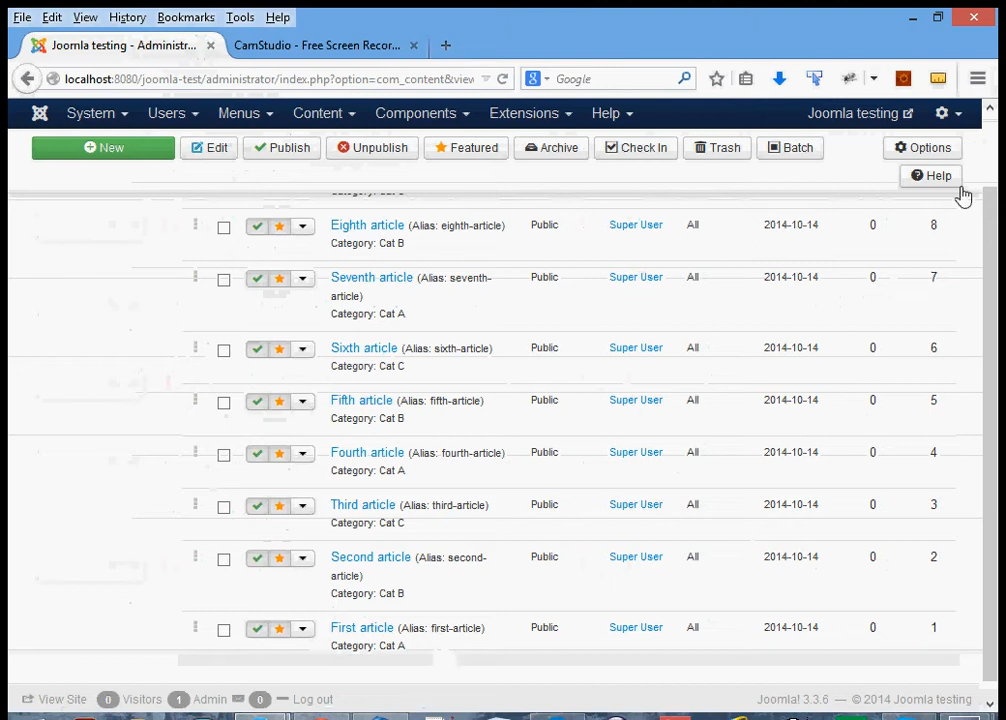 File Edit View History Bookmarks Tools Help
Joomla testing - Administr... × CamStudio - Free Screen Recor... × +
localhost:8080/joomla-test/administrator/index.php?option=com_content&view Google
System Users Menus Content Components Extensions Help Joomla testing
New Edit Publish Unpublish Featured Archive Check In Trash Batch Options
Help
Eighth article (Alias: eighth-article) Public Super User All 2014-10-14 0 8
Category: Cat B
Seventh article (Alias: seventh- Public Super User All 2014-10-14 0 7
article)
Category: Cat A
Sixth article (Alias: sixth-article) Public Super User All 2014-10-14 0 6
Category: Cat C
Fifth article (Alias: fifth-article) Public Super User All 2014-10-14 0 5
Category: Cat B
Fourth article (Alias: fourth-article) Public Super User All 2014-10-14 0 4
Category: Cat A
Third article (Alias: third-article) Public Super User All 2014-10-14 0 3
Category: Cat C
Second article (Alias: second- Public Super User All 2014-10-14 0 2
article)
Category: Cat B
First article (Alias: first-article) Public Super User All 2014-10-14 0 1
Category: Cat A
View Site 0 Visitors 1 Admin 0 Log out Joomla! 3.3.6 — © 2014 Joomla testing